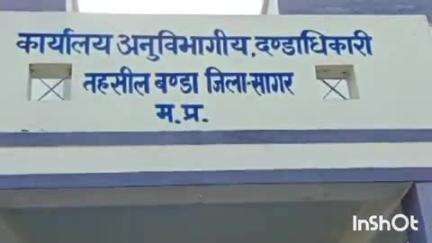 कार्यालय अनुविभागीय.दण्डाधिकारी
तहसील बण्डा जिला-सागर
म.प्र.
InShOt